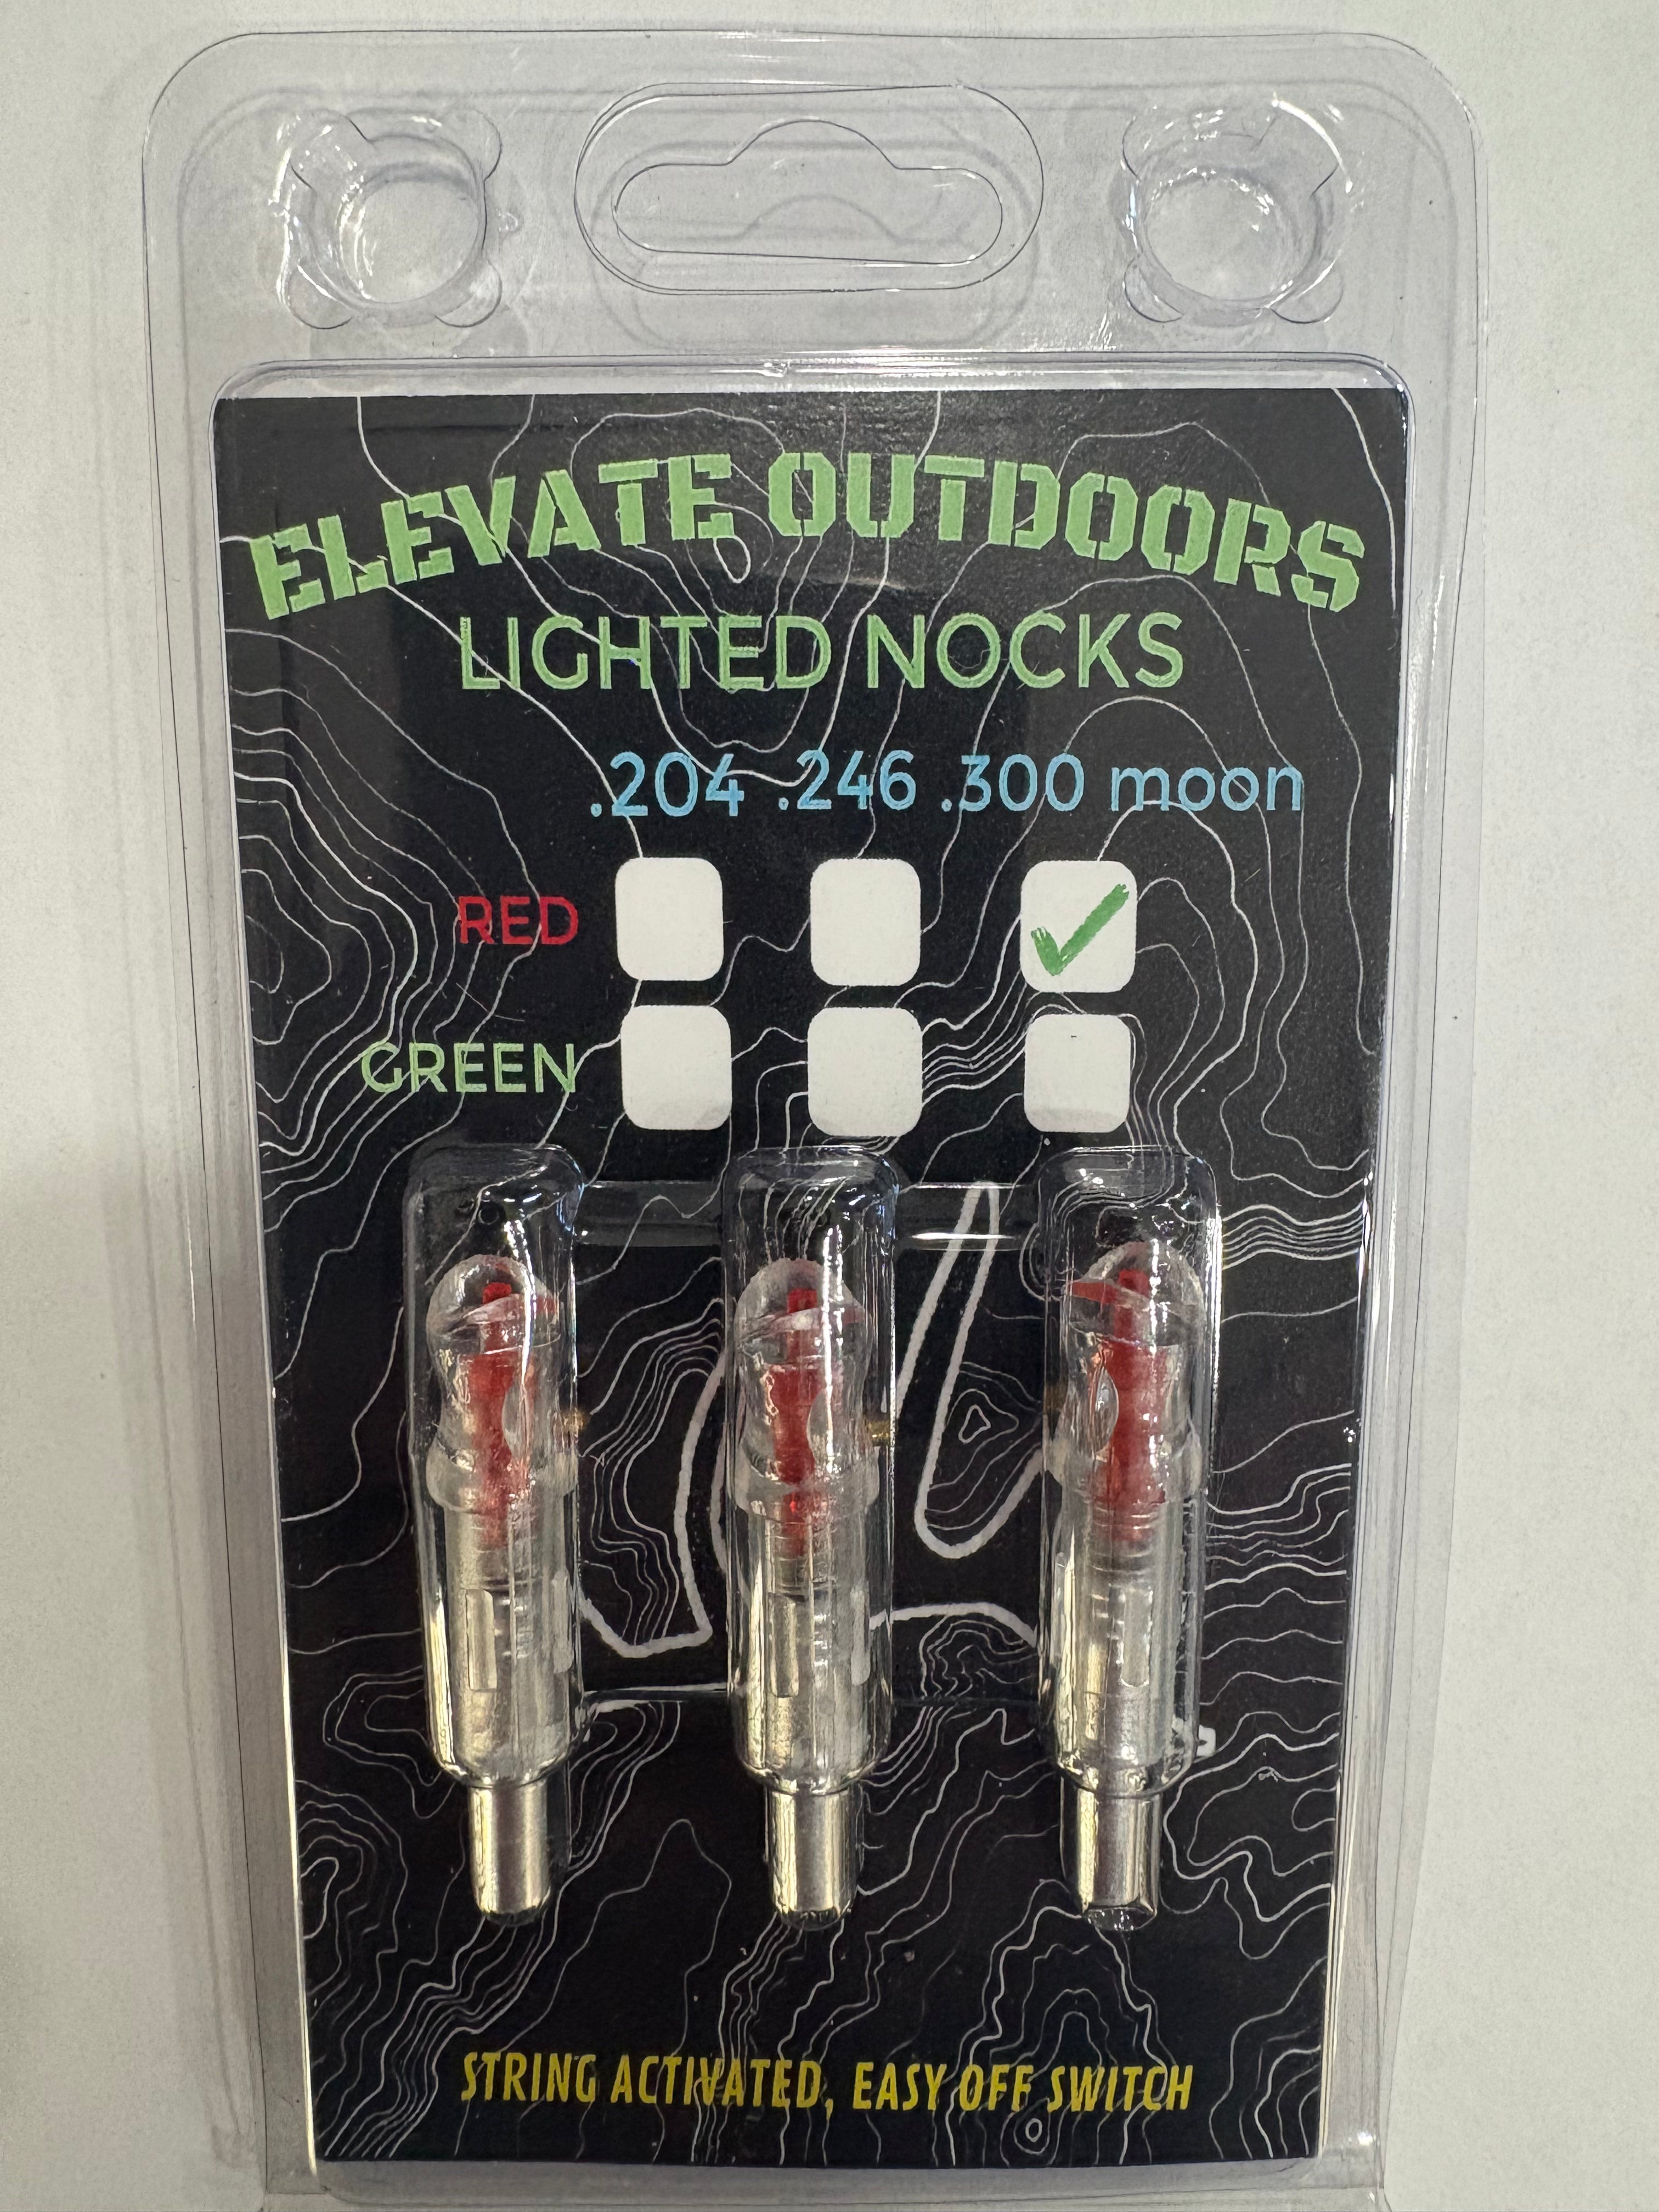 ELEVATE OUTDOORS
LIGHTED NOCKS
.204 .246 .300 moon
RED
GREEN
STRING ACTIVATED, EASY OFF SWITCH